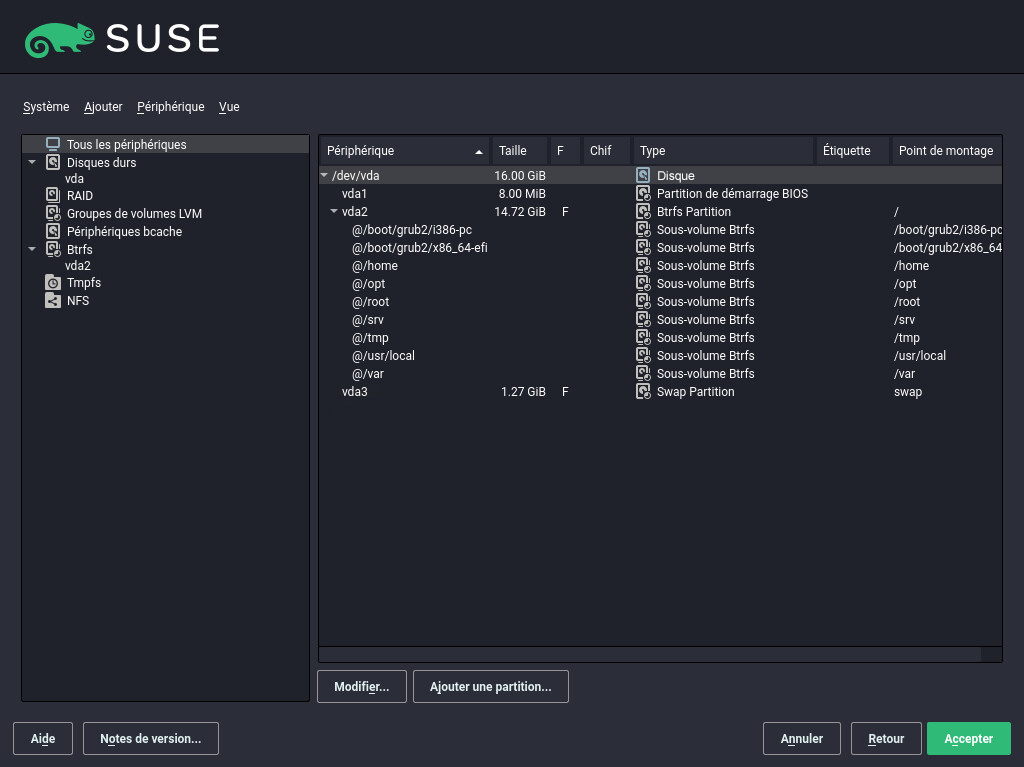 SUSE
Système Ajouter Périphérique Vue
Tous les périphériques
Disques durs
vda
RAID
Groupes de volumes LVM
Périphériques bcache
Btrfs
vda2
Tmpfs
NFS
Périphérique Taille F Chif Type Étiquette Point de montage
/dev/vda 16.00 GiB Disque
vda1 8.00 MiB Partition de démarrage BIOS
vda2 14.72 GiB F Btrfs Partition /
@/boot/grub2/i386-pc Sous-volume Btrfs /boot/grub2/i386-pc
@/boot/grub2/x86_64-efi Sous-volume Btrfs /boot/grub2/x86_64
@/home Sous-volume Btrfs /home
@/opt Sous-volume Btrfs /opt
@/root Sous-volume Btrfs /root
@/srv Sous-volume Btrfs /srv
@/tmp Sous-volume Btrfs /tmp
@/usr/local Sous-volume Btrfs /usr/local
@/var Sous-volume Btrfs /var
vda3 1.27 GiB F Swap Partition swap
Modifier... Ajouter une partition...
Aide Notes de version... Annuler Retour Accepter